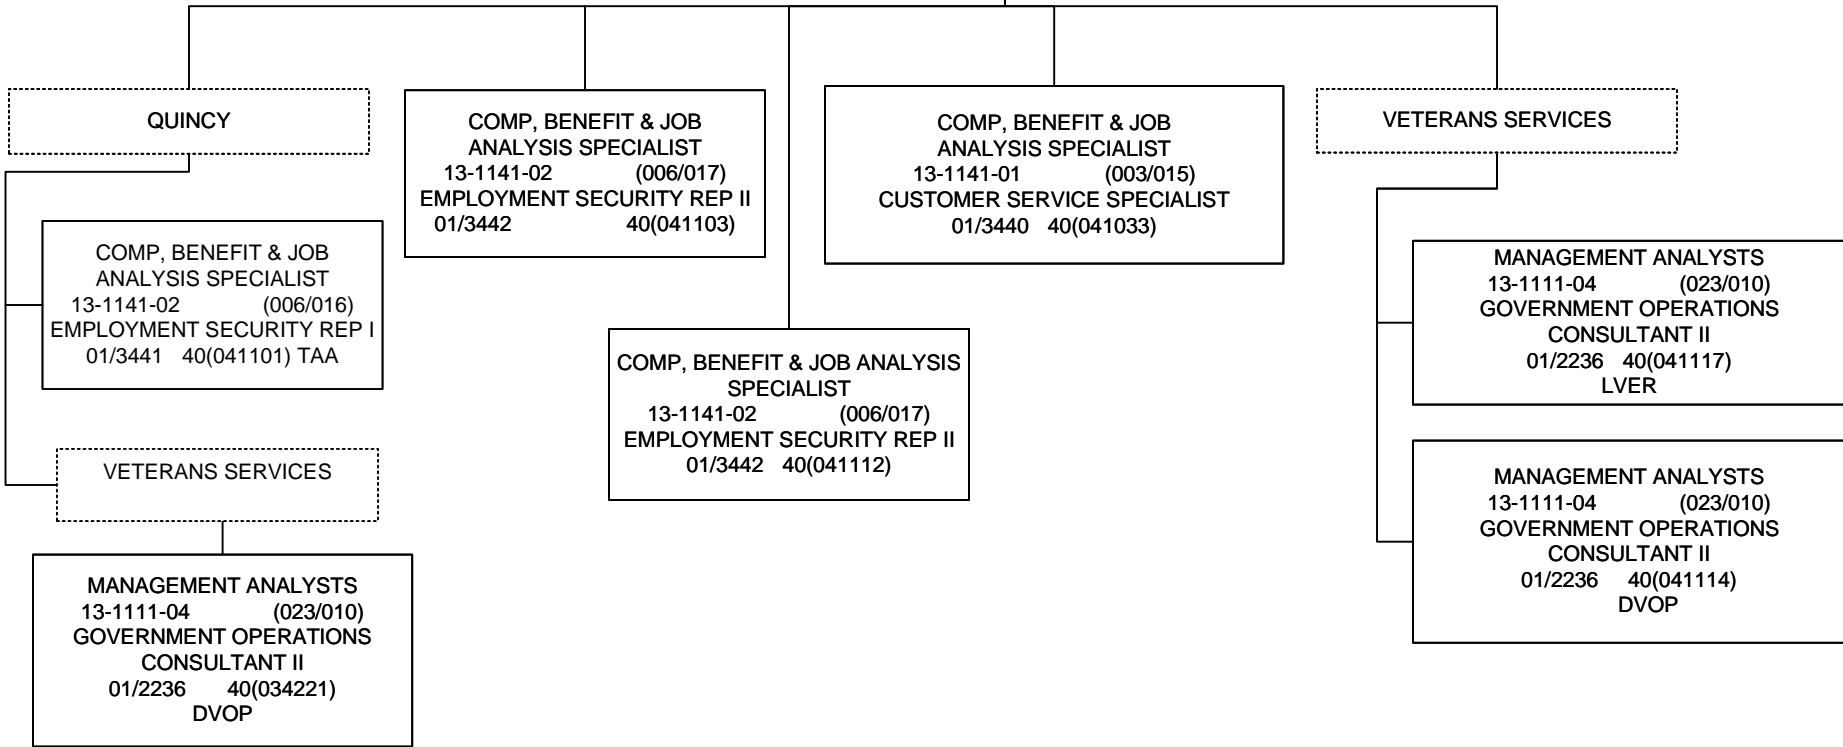 QUINCY
COMP, BENEFIT & JOB
ANALYSIS SPECIALIST
13-1141-02 (006/016)
EMPLOYMENT SECURITY REP I
01/3441 40(041101) TAA
VETERANS SERVICES
MANAGEMENT ANALYSTS
13-1111-04 (023/010)
GOVERNMENT OPERATIONS
CONSULTANT II
01/2236 40(034221)
DVOP
COMP, BENEFIT & JOB
ANALYSIS SPECIALIST
13-1141-02 (006/017)
EMPLOYMENT SECURITY REP II
01/3442 40(041103)
COMP, BENEFIT & JOB ANALYSIS
SPECIALIST
13-1141-02 (006/017)
EMPLOYMENT SECURITY REP II
01/3442 40(041112)
COMP, BENEFIT & JOB
ANALYSIS SPECIALIST
13-1141-01 (003/015)
CUSTOMER SERVICE SPECIALIST
01/3440 40(041033)
VETERANS SERVICES
MANAGEMENT ANALYSTS
13-1111-04 (023/010)
GOVERNMENT OPERATIONS
CONSULTANT II
01/2236 40(041117)
LVER
MANAGEMENT ANALYSTS
13-1111-04 (023/010)
GOVERNMENT OPERATIONS
CONSULTANT II
01/2236 40(041114)
DVOP